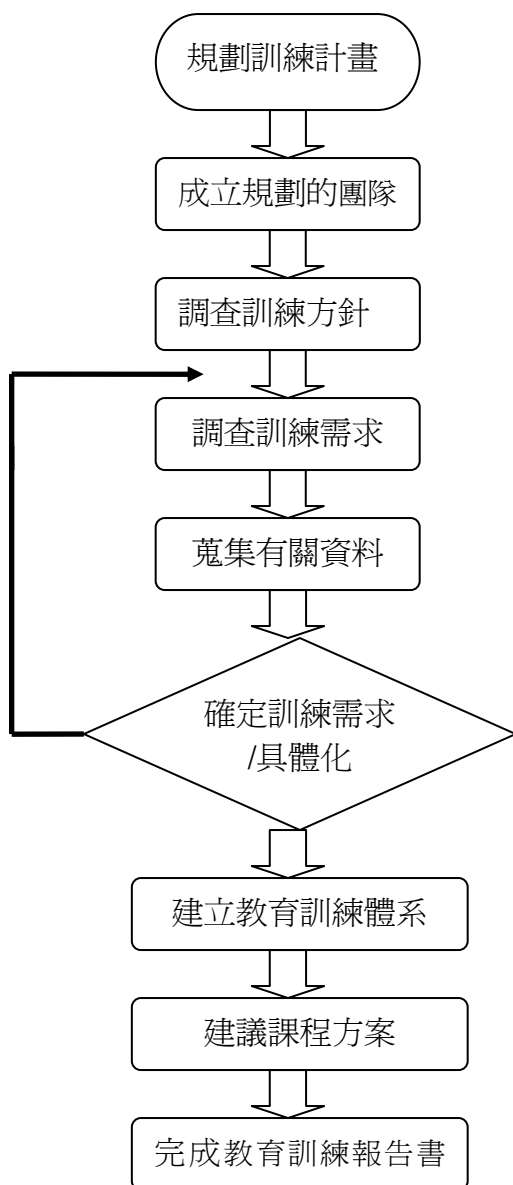 規劃訓練計畫
成立規劃的團隊
調查訓練方針
調查訓練需求
蒐集有關資料
確定訓練需求
/具體化
建立教育訓練體系
建議課程方案
完成教育訓練報告書